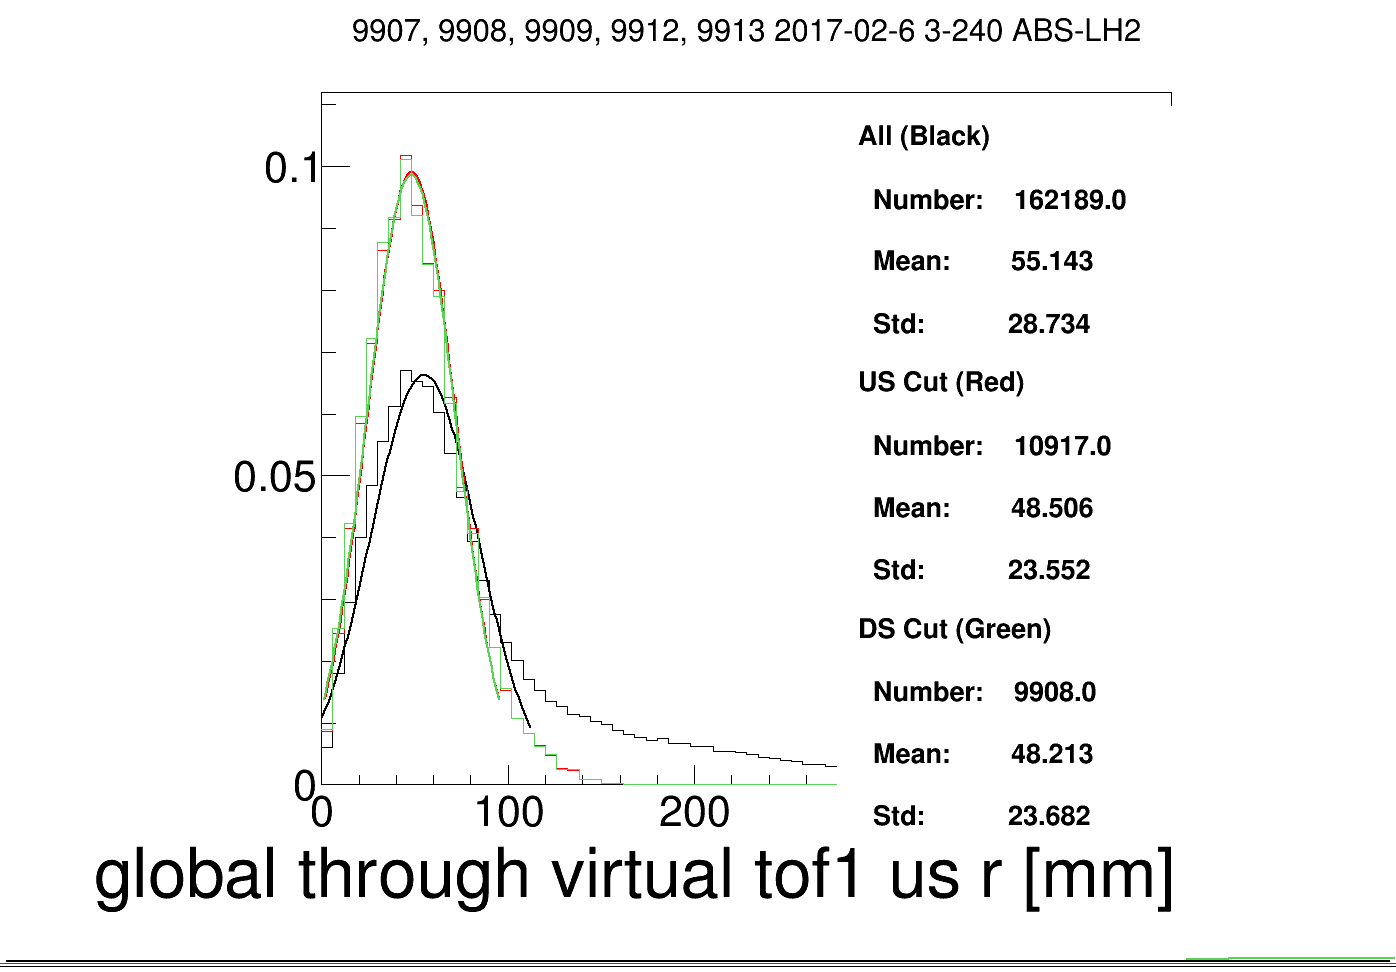 9907, 9908, 9909, 9912, 9913 2017-02-6 3-240 ABS-LH2
All (Black)
Number: 162189.0
Mean: 55.143
Std: 28.734
US Cut (Red)
Number: 10917.0
Mean: 48.506
Std: 23.552
DS Cut (Green)
Number: 9908.0
Mean: 48.213
Std: 23.682
0.1
0.05
0
0 100 200
global through virtual tof1 us r [mm]